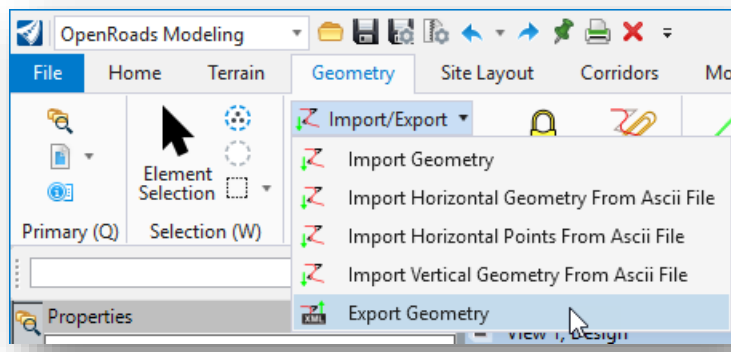 OpenRoads Modeling
File Home Terrain Geometry Site Layout Corridors Mo
Import/Export
Element
Selection
Primary (Q) Selection (W)
Import Geometry
Import Horizontal Geometry From Ascii File
Import Horizontal Points From Ascii File
Import Vertical Geometry From Ascii File
XML Export Geometry
Properties
View 1, Design